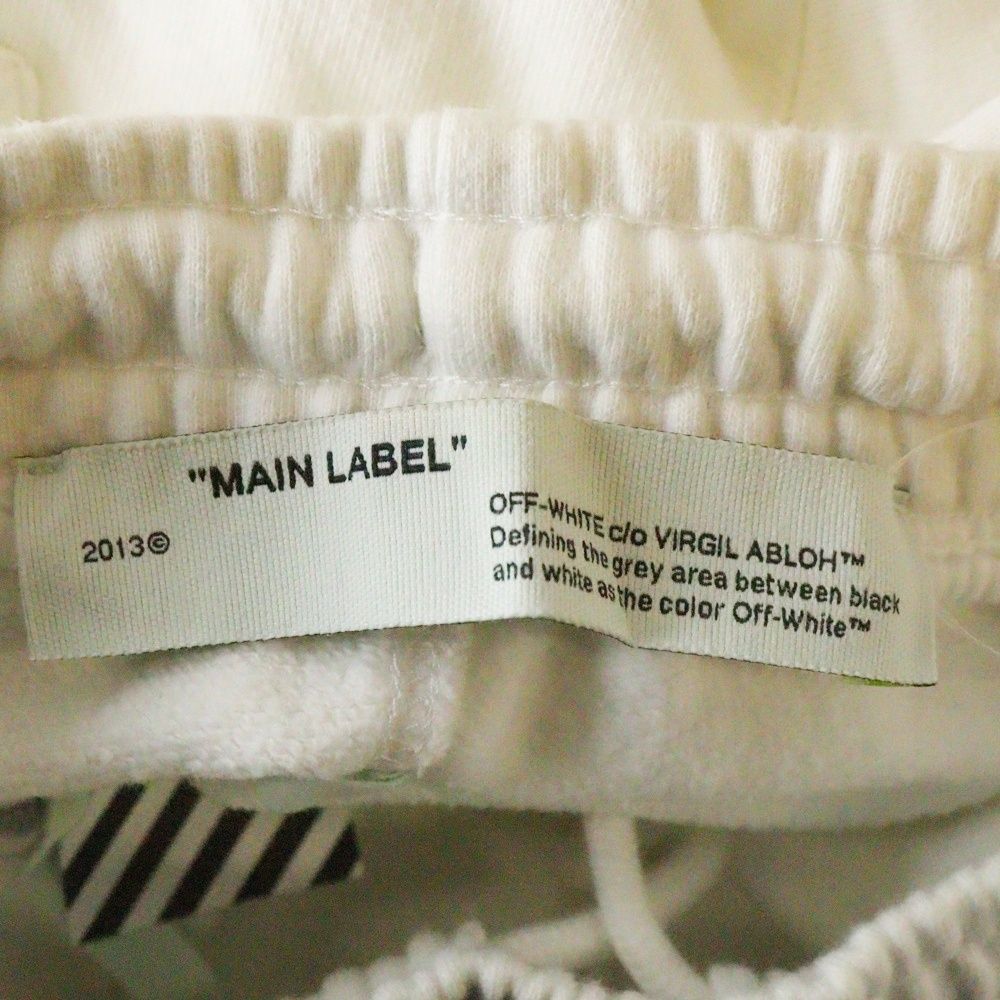 "MAIN LABEL"
2013©
OFF-WHITE c/o VIRGIL ABLOH™
Defining the grey area between black
and white as the color Off-White™